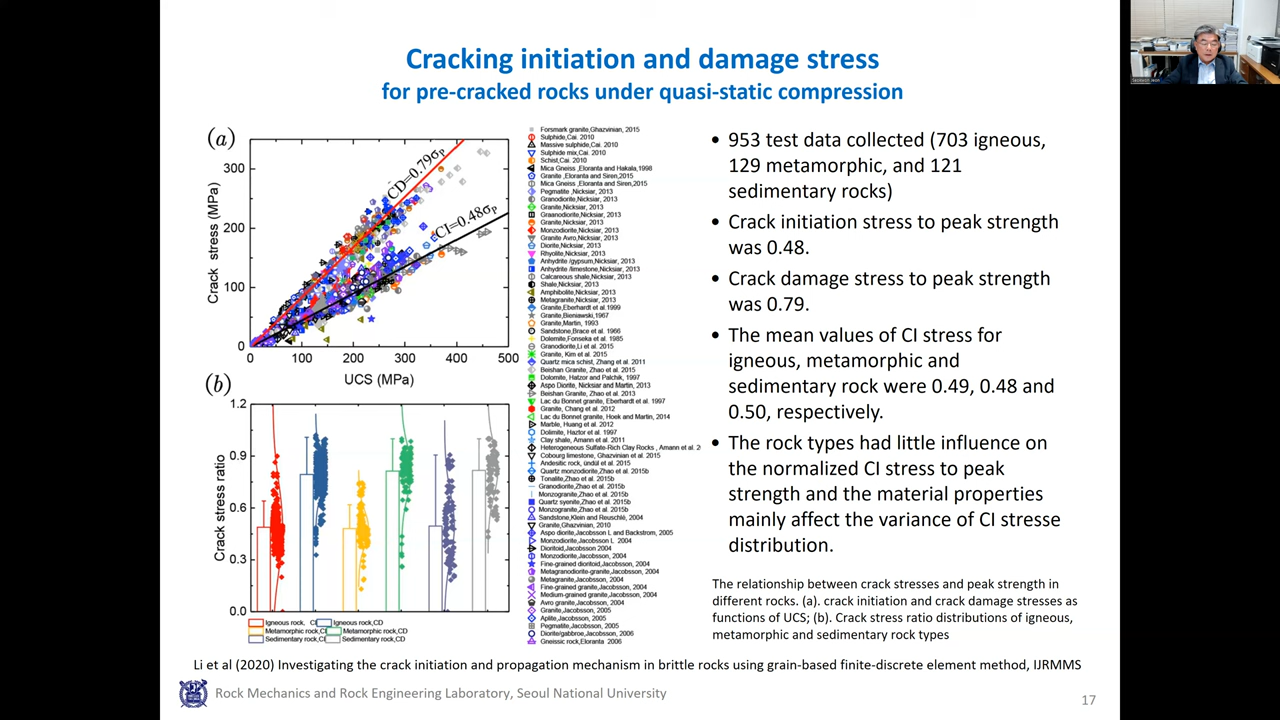 Cracking initiation and damage stress
for pre-cracked rocks under quasi-static compression
(a)
300
200
100
0
Crack stress (MPa)
CD=0.79σP
CI=0.48σP
0 100 200 300 400 500
UCS (MPa)
(b)
1.2
0.9
0.6
0.3
0.0
Crack stress ratio
Igneous rock, CI
Igneous rock,CD
Metamorphic rock,CI
Metamorphic rock,CD
Sedimentary rock,CI
Sedimentary rock,CD
Forsmark granite,Ghazvinian, 2015
Sulphide,Cai. 2010
Massive sulphide,Cai. 2010
Sulphide mix,Cai. 2010
Schist,Cai. 2010
Mica Gneiss ,Eloranta and Hakala,1998
Granite ,Eloranta and Siren,2015
Mica Gneiss ,Eloranta and Siren,2015
Pegmatite ,Nicksiar, 2013
Granodiorite,Nicksiar, 2013
Granite,Nicksiar, 2013
Graanodiorite,Nicksiar, 2013
Granite,Nicksiar, 2013
Monzodiorite,Nicksiar, 2013
Granite Avro,Nicksiar, 2013
Diorite,Nicksiar, 2013
Rhyolite,Nicksiar, 2013
Anhydrite /gypsum,Nicksiar, 2013
Anhydrite /limestone,Nicksiar, 2013
Calcareous shale,Nicksiar, 2013
Shale,Nicksiar, 2013
Amphibolite,Nicksiar, 2013
Metagranite,Nicksiar, 2013
Granite,Eberhardt et al.1999
Granite,Bieniawski,1967
Granite,Martin, 1993
Sandstone,Brace et al. 1966
Dolemite,Fonseka et al. 1985
Granodiorite,Li et al. 2015
Granite, Kim et al. 2015
Quartz mica schist, Zhang et al. 2011
Beishan Granite, Zhao et al. 2015
Dolomite, Hatzor and Palchik, 1997
Aspo Diorite, Nicksiar and Martin, 2013
Beishan Granite, Zhao et al. 2013
Lac du Bonnet granite, Eberhardt et al. 1997
Granite, Chang et al. 2012
Lac du Bonnet granite, Hoek and Martin, 2014
Marble, Huang et al. 2012
Dolimite, Haztor et al. 1997
Clay shale, Amann et al. 2011
Heterogeneous Sulfate-Rich Clay Rocks , Amann et al. 2
Cobourg limestone, Ghazvinian et al. 2015
Andesitic rock, ündül et al. 2015
Quartz monzodiorite,Zhao et al. 2015b
Tonalite,Zhao et al. 2015b
Granodiorite,Zhao et al. 2015b
Monzogranite,Zhao et al. 2015b
Quartz syenite,Zhao et al. 2015b
Monzogranite,Zhao et al. 2015b
Sandstone,Klein and Reuschlé, 2004
Granite,Ghazvinian, 2010
Aspo diorite,Jacobsson L and Backstrom, 2005
Monzodiorite,Jacobsson L 2004
Dioritoid,Jacobsson 2004
Monzodiorite,Jacobsson, 2004
Fine-grained dioritoid,Jacobsson, 2004
Metagranodiorite-granite,Jacobsson, 2004
Metagranite,Jacobsson, 2004
Fine-grained granite,Jacobsson, 2004
Medium-grained granite,Jacobsson, 2004
Avro granite,Jacobsson, 2004
Granite,Jacobsson, 2005
Aplite,Jacobsson, 2005
Pegmatite,Jacobsson, 2005
Diorite/gabbroe,Jacobsson, 2006
Gneissic rock,Eloranta, 2006
• 953 test data collected (703 igneous,
129 metamorphic, and 121
sedimentary rocks)
• Crack initiation stress to peak strength
was 0.48.
• Crack damage stress to peak strength
was 0.79.
• The mean values of CI stress for
igneous, metamorphic and
sedimentary rock were 0.49, 0.48 and
0.50, respectively.
• The rock types had little influence on
the normalized CI stress to peak
strength and the material properties
mainly affect the variance of CI stresse
distribution.
The relationship between crack stresses and peak strength in
different rocks. (a). crack initiation and crack damage stresses as
functions of UCS; (b). Crack stress ratio distributions of igneous,
metamorphic and sedimentary rock types
Li et al (2020) Investigating the crack initiation and propagation mechanism in brittle rocks using grain-based finite-discrete element method, IJRMMS
Rock Mechanics and Rock Engineering Laboratory, Seoul National University
17